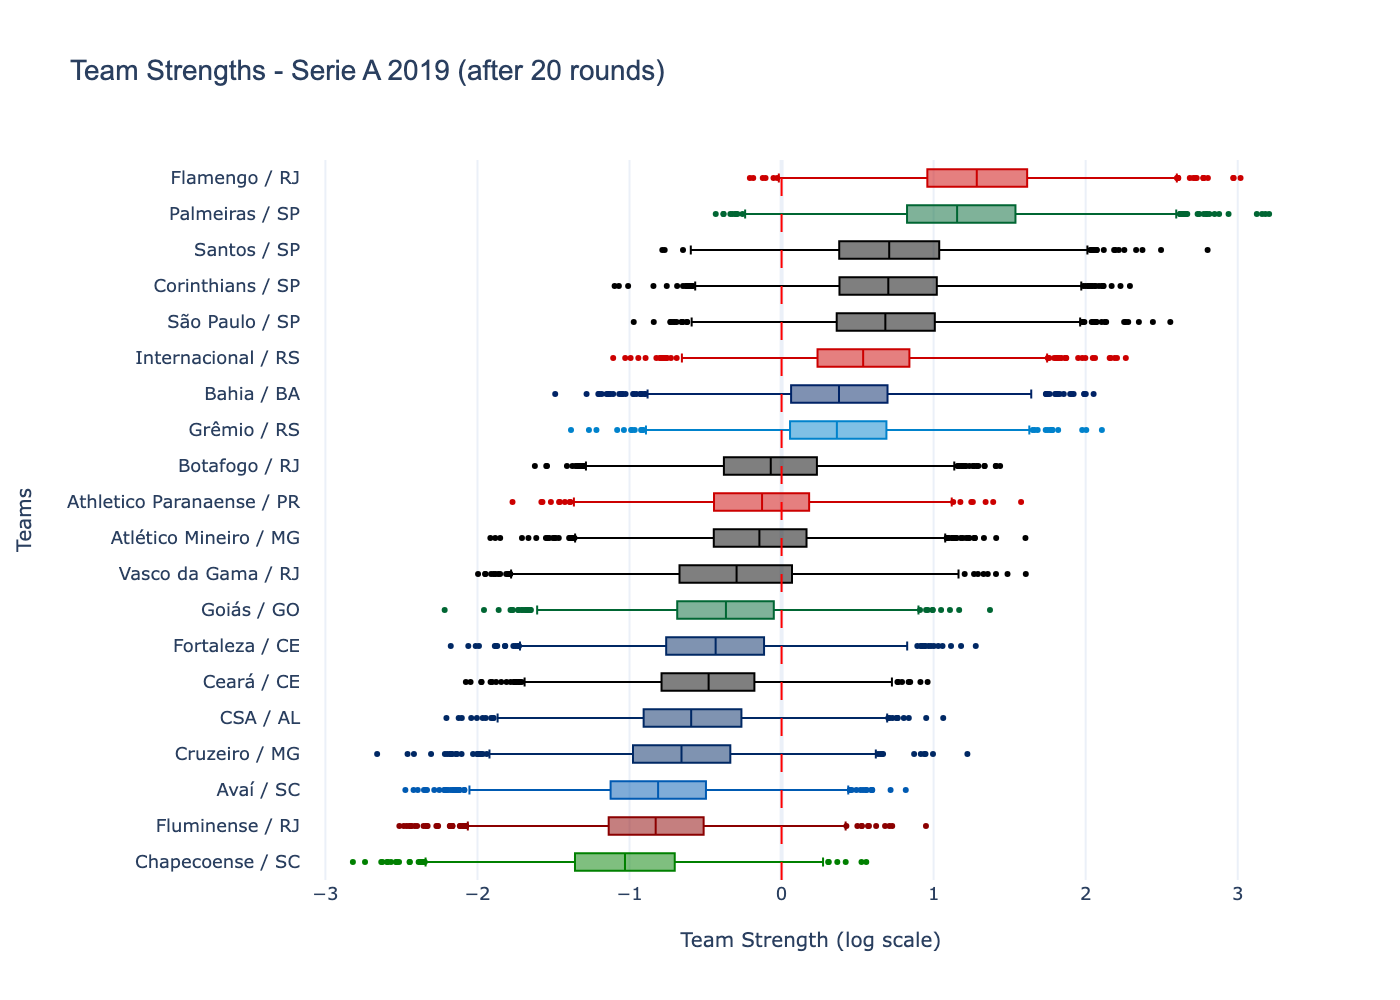 Team Strengths - Serie A 2019 (after 20 rounds)
Teams
Flamengo / RJ
Palmeiras / SP
Santos / SP
Corinthians / SP
São Paulo / SP
Internacional / RS
Bahia / BA
Grêmio / RS
Botafogo / RJ
Athletico Paranaense / PR
Atlético Mineiro / MG
Vasco da Gama / RJ
Goiás / GO
Fortaleza / CE
Ceará / CE
CSA / AL
Cruzeiro / MG
Avaí / SC
Fluminense / RJ
Chapecoense / SC
−3 −2 −1 0 1 2 3
Team Strength (log scale)